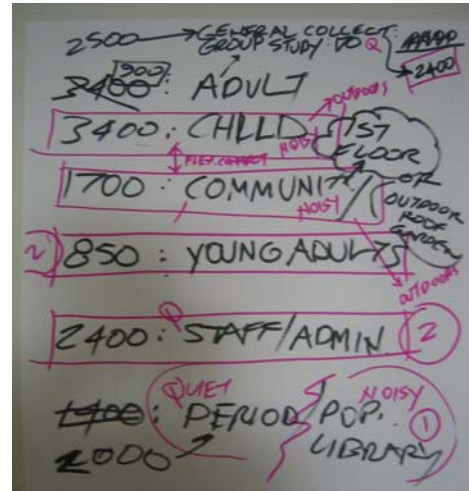 2500 → GENERAL COLLECT:
GROUP STUDY: DO Q
2400
3400: 900: ADULT
3400: CHILD OUTDOORS
NOISY
1ST
FLOOR
OR
OUTDOOR
ROOF
GARDEN
FLEX. CONNECT
1700: COMMUNITY/
NOISY
2 850: YOUNG ADULTS
OUTDOORS
Q
2400: STAFF/ADMIN. 2
QUIET NOISY
1400: PERIOD/POP. 1
2000 LIBRARY